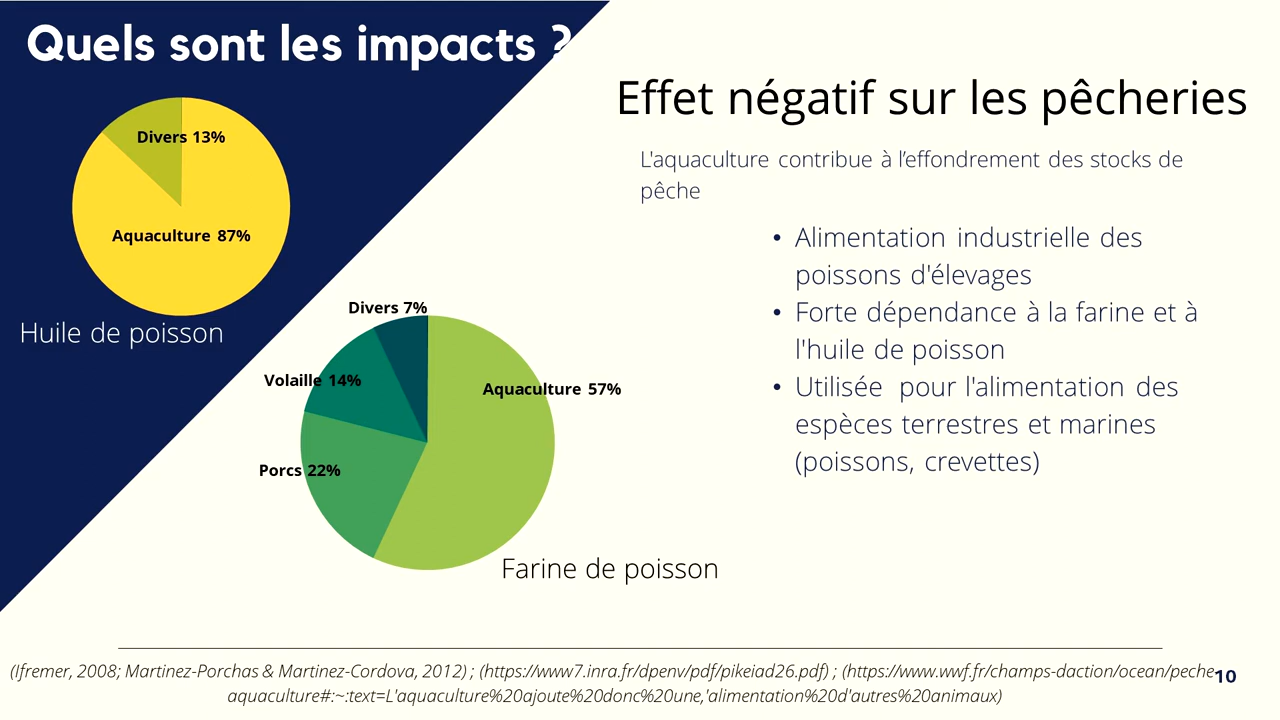 Quels sont les impacts ?
Divers 13%
Aquaculture 87%
Huile de poisson
Effet négatif sur les pêcheries
L'aquaculture contribue à l’effondrement des stocks de
pêche
• Alimentation industrielle des
poissons d'élevages
• Forte dépendance à la farine et à
l'huile de poisson
• Utilisée pour l'alimentation des
espèces terrestres et marines
(poissons, crevettes)
Divers 7%
Volaille 14%
Aquaculture 57%
Porcs 22%
Farine de poisson
(Ifremer, 2008; Martinez-Porchas & Martinez-Cordova, 2012) ; (https://www7.inra.fr/dpenv/pdf/pikeiad26.pdf) ; (https://www.wwf.fr/champs-daction/ocean/peche-
aquaculture#:~:text=L'aquaculture%20ajoute%20donc%20une,'alimentation%20d'autres%20animaux)
10